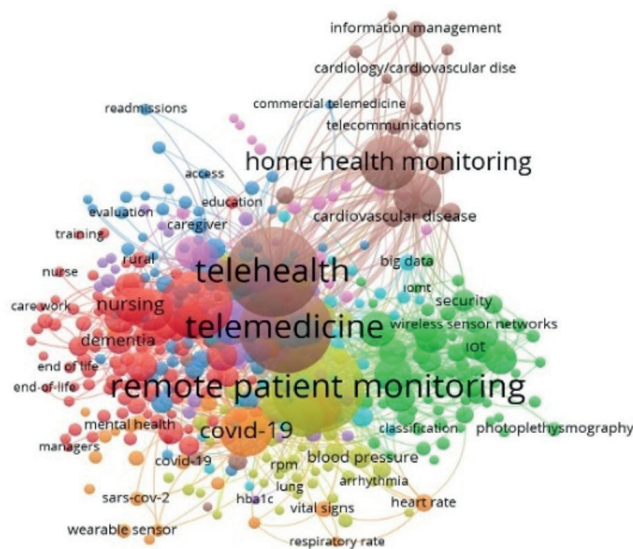 information management
cardiology/cardiovascular dise
readmissions
commercial telemedicine
telecommunications
home health monitoring
access
education
cardiovascular disease
evaluation
caregiver
training
rural
big data
telehealth
iomt
nurse
security
care work
nursing
telemedicine
wireless sensor networks
dementia
IOT
end of life
end-of-life
remote patient monitoring
mental health
covid-19
classification
photoplethysmography
managers
covid-19
rpm
blood pressure
lung
arrhythmia
sars-cov-2
hba1c
vital signs
heart rate
wearable sensor
respiratory rate